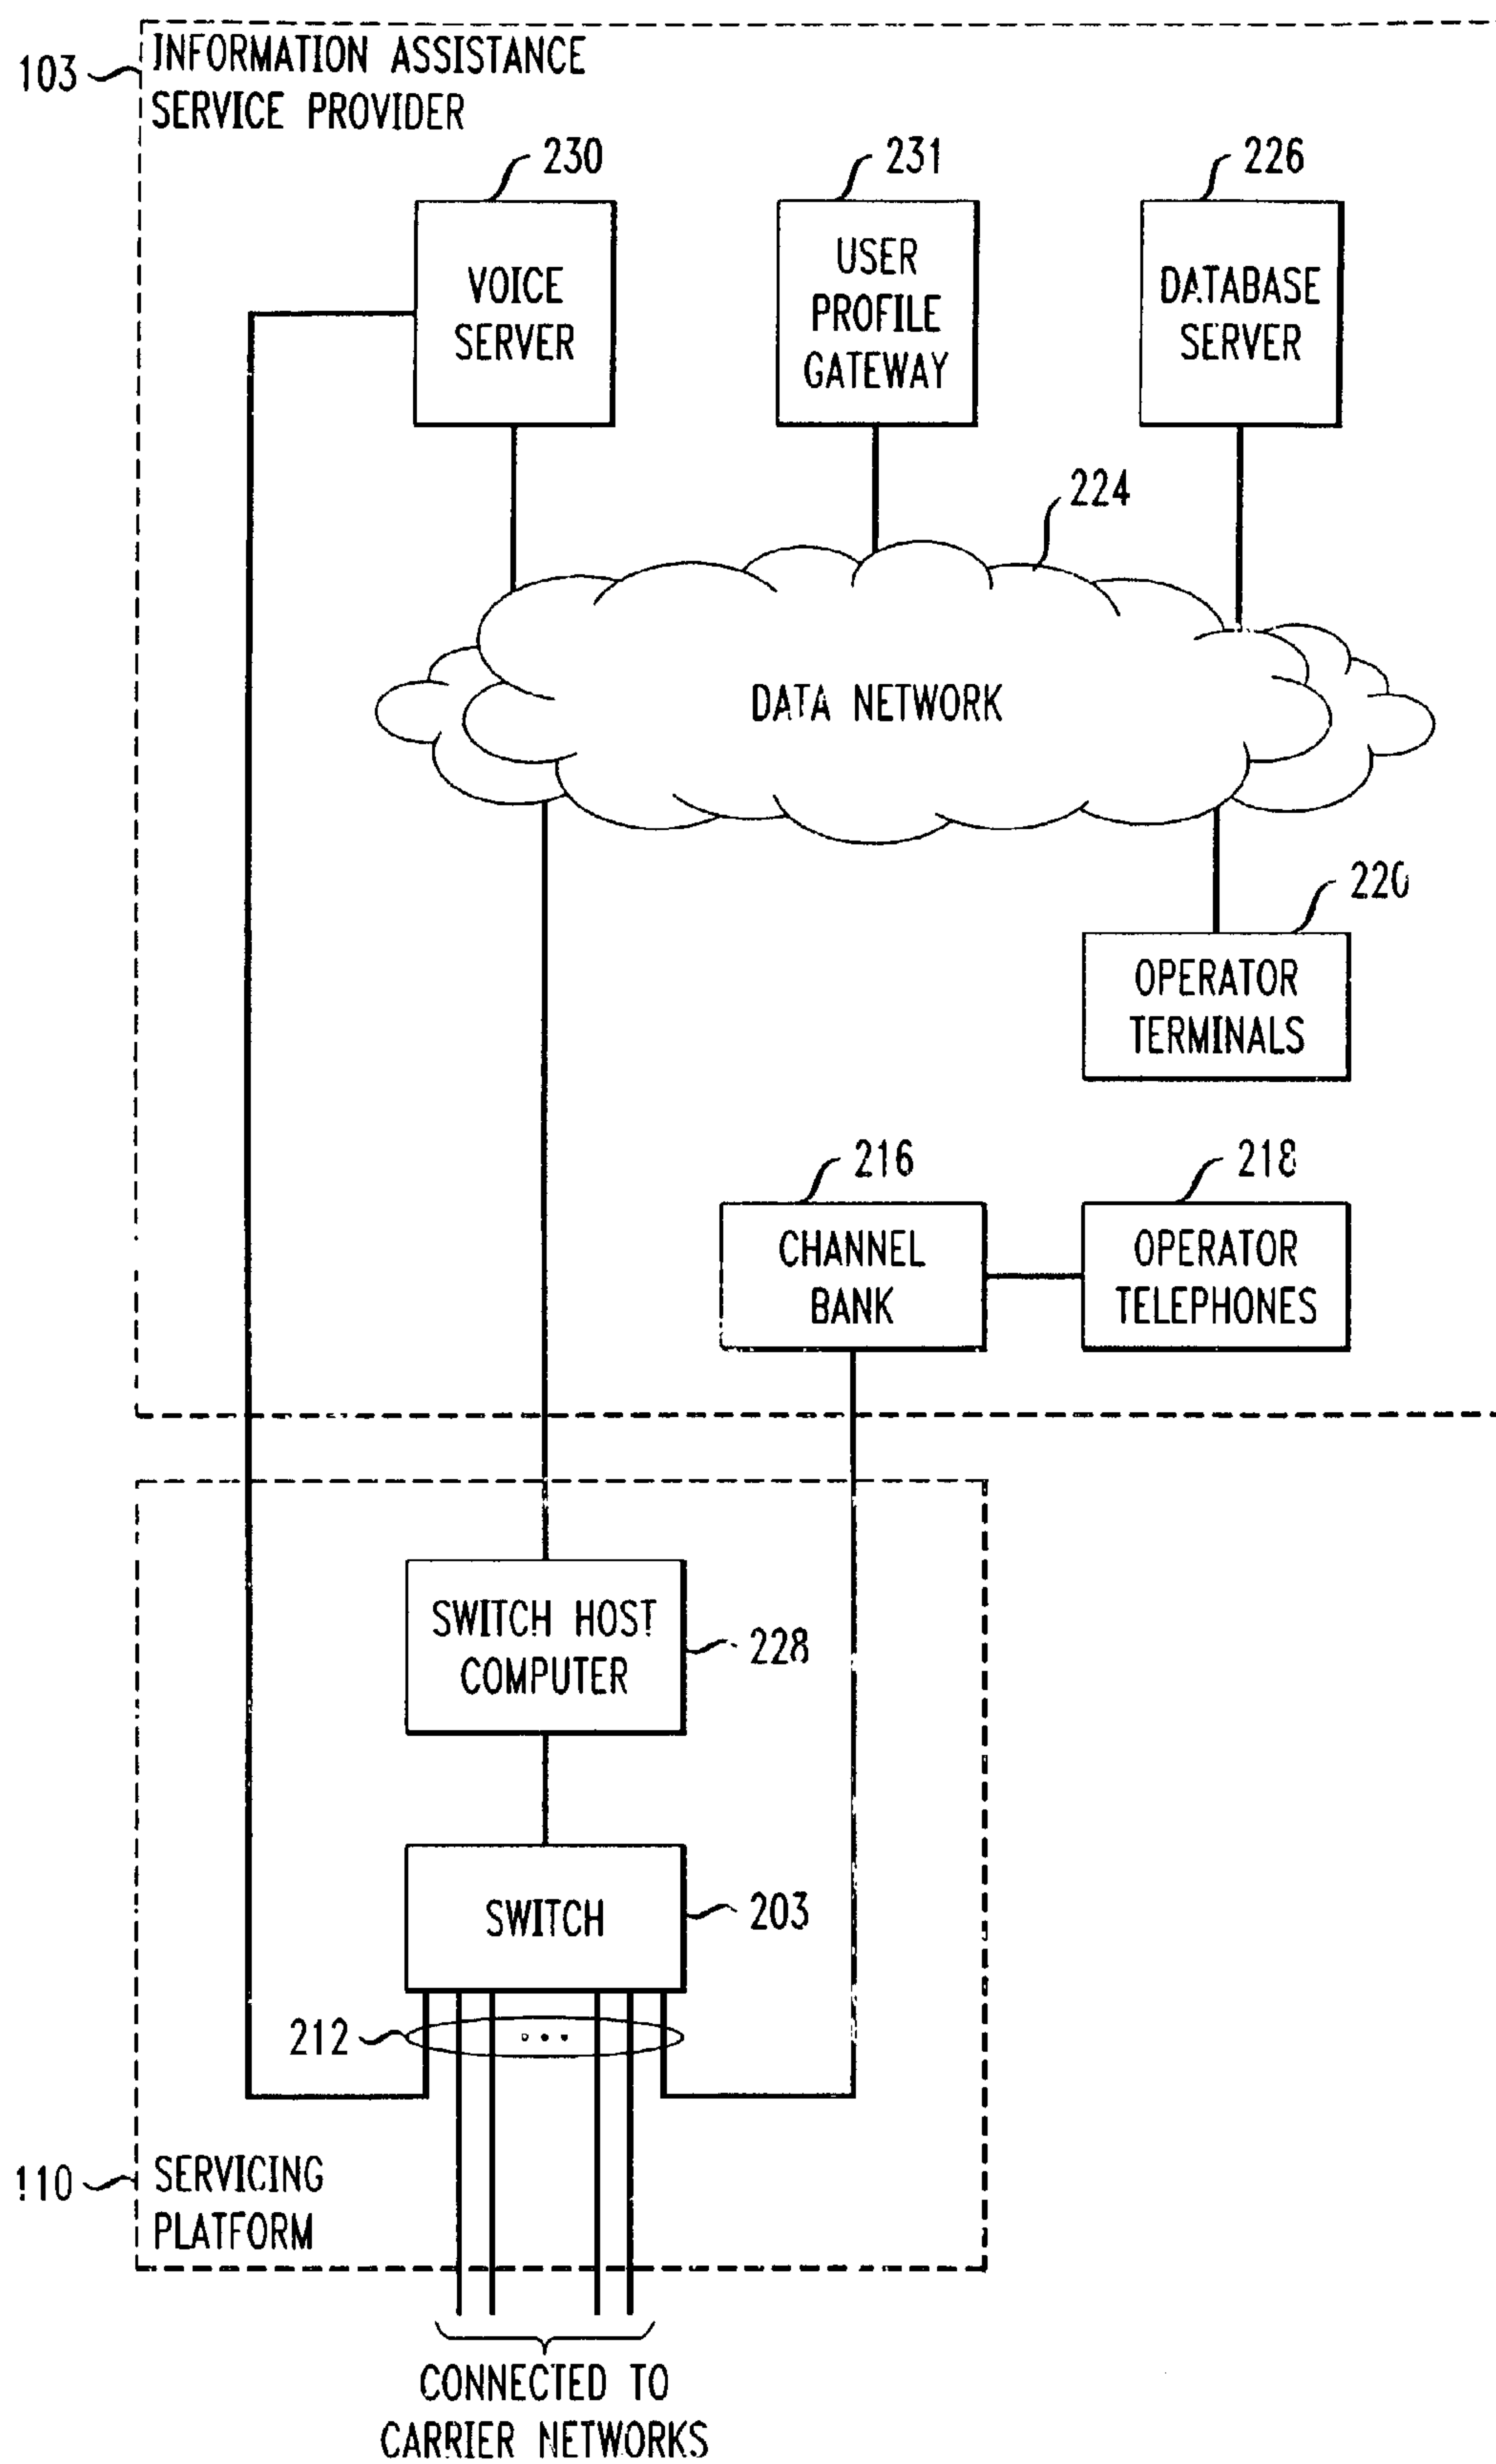 103
INFORMATION ASSISTANCE
SERVICE PROVIDER
230
231
226
VOICE
SERVER
USER
PROFILE
GATEWAY
DATABASE
SERVER
224
DATA NETWORK
220
OPERATOR
TERMINALS
216
218
CHANNEL
BANK
OPERATOR
TELEPHONES
SWITCH HOST
COMPUTER
228
SWITCH
203
212
110
SERVICING
PLATFORM
CONNECTED TO
CARRIER NETWORKS